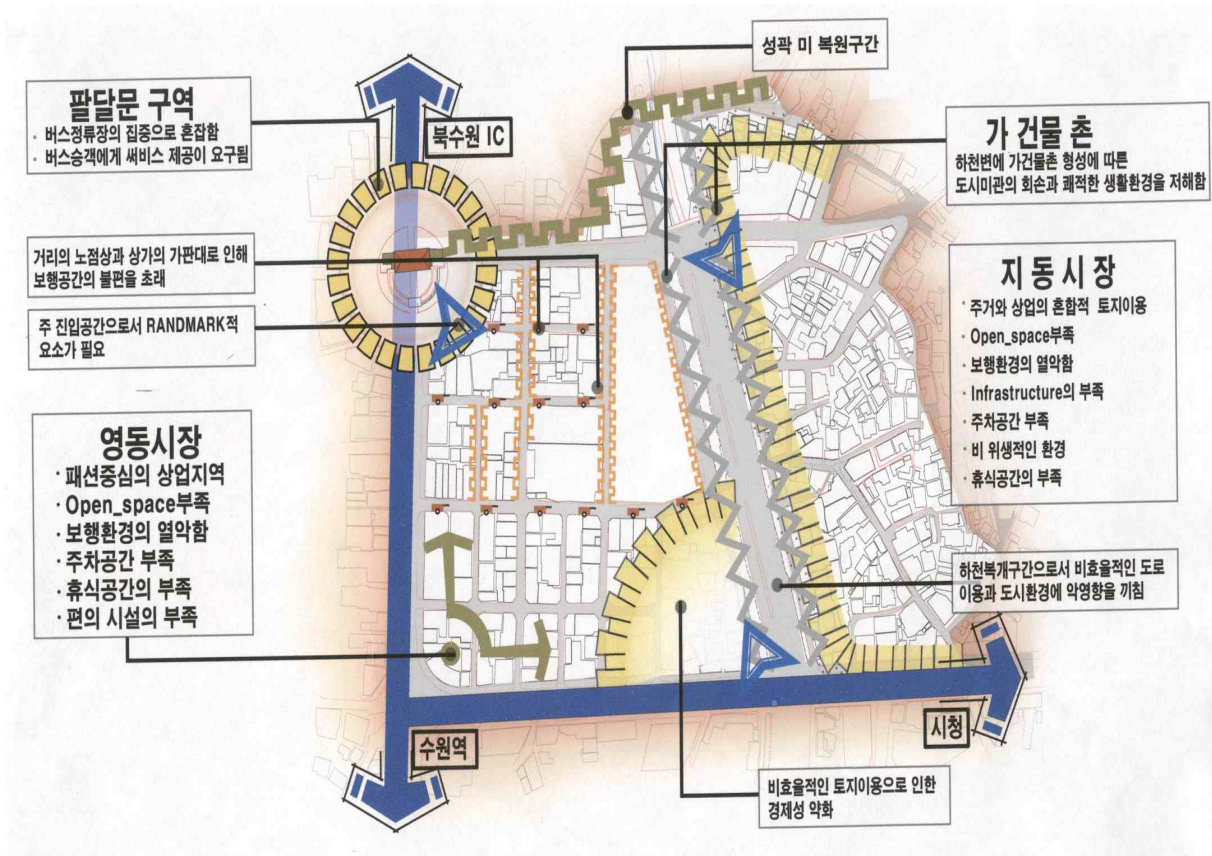 성곽 미 복원구간
팔달문 구역
· 버스정류장의 집중으로 혼잡함
· 버스승객에게 써비스 제공이 요구됨
북수원 IC
가 건물 촌
하천변에 가건물촌 형성에 따른
도시미관의 회손과 쾌적한 생활환경을 저해함
거리의 노점상과 상가의 가판대로 인해
보행공간의 불편을 초래
주 진입공간으로서 RANDMARK적
요소가 필요
지 동 시 장
· 주거와 상업의 혼합적 토지이용
· Open_space부족
· 보행환경의 열악함
· Infrastructure의 부족
· 주차공간 부족
· 비 위생적인 환경
· 휴식공간의 부족
영동시장
· 패션중심의 상업지역
· Open_space부족
· 보행환경의 열악함
· 주차공간 부족
· 휴식공간의 부족
· 편의 시설의 부족
하천복개구간으로서 비효율적인 도로
이용과 도시환경에 악영향을 끼침
수원역
시청
비효율적인 토지이용으로 인한
경제성 약화